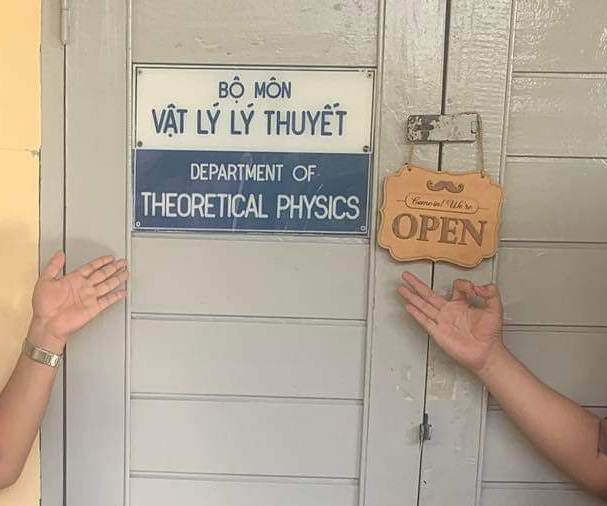 BỘ MÔN
VẬT LÝ LÝ THUYẾT
DEPARTMENT OF
THEORETICAL PHYSICS
Come in! We're
OPEN